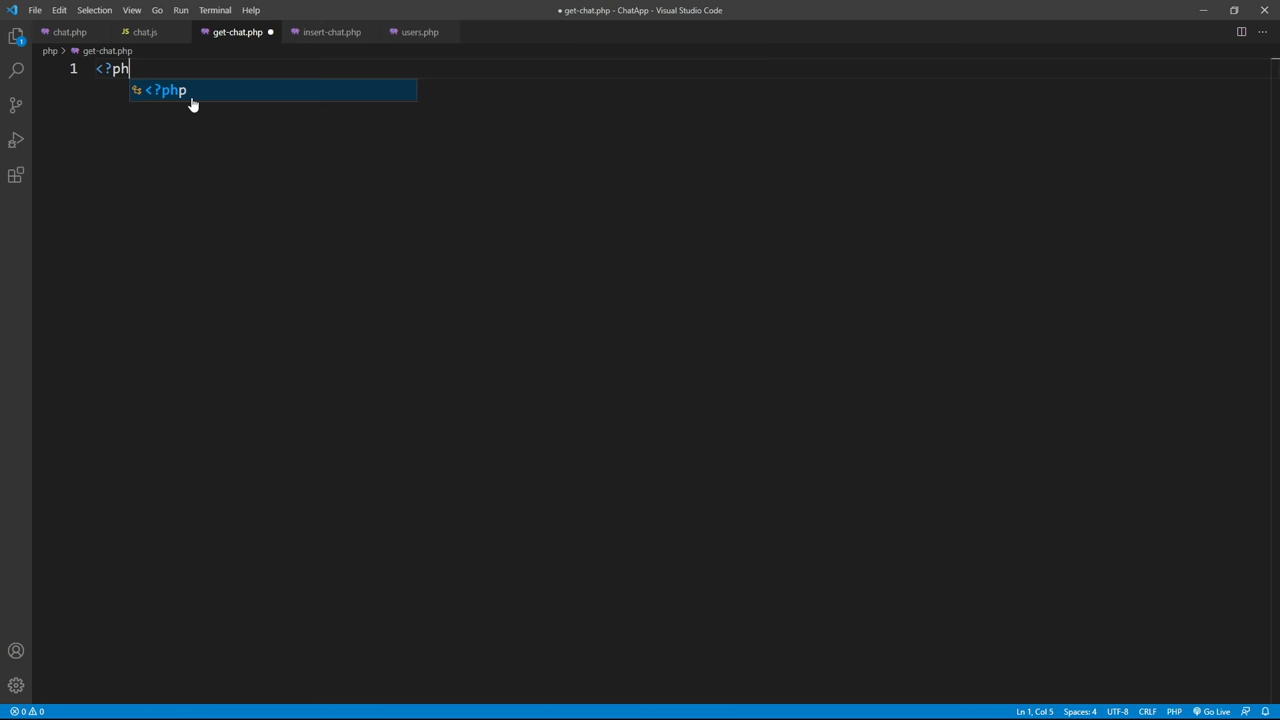 File Edit Selection View Go Run Terminal Help
● get-chat.php - ChatApp - Visual Studio Code
chat.php
JS chat.js
get-chat.php ●
insert-chat.php
users.php
php > get-chat.php
1
1 <?ph
<?php
0 0
Ln 1, Col 5
Spaces: 4
UTF-8
CRLF
PHP
Go Live